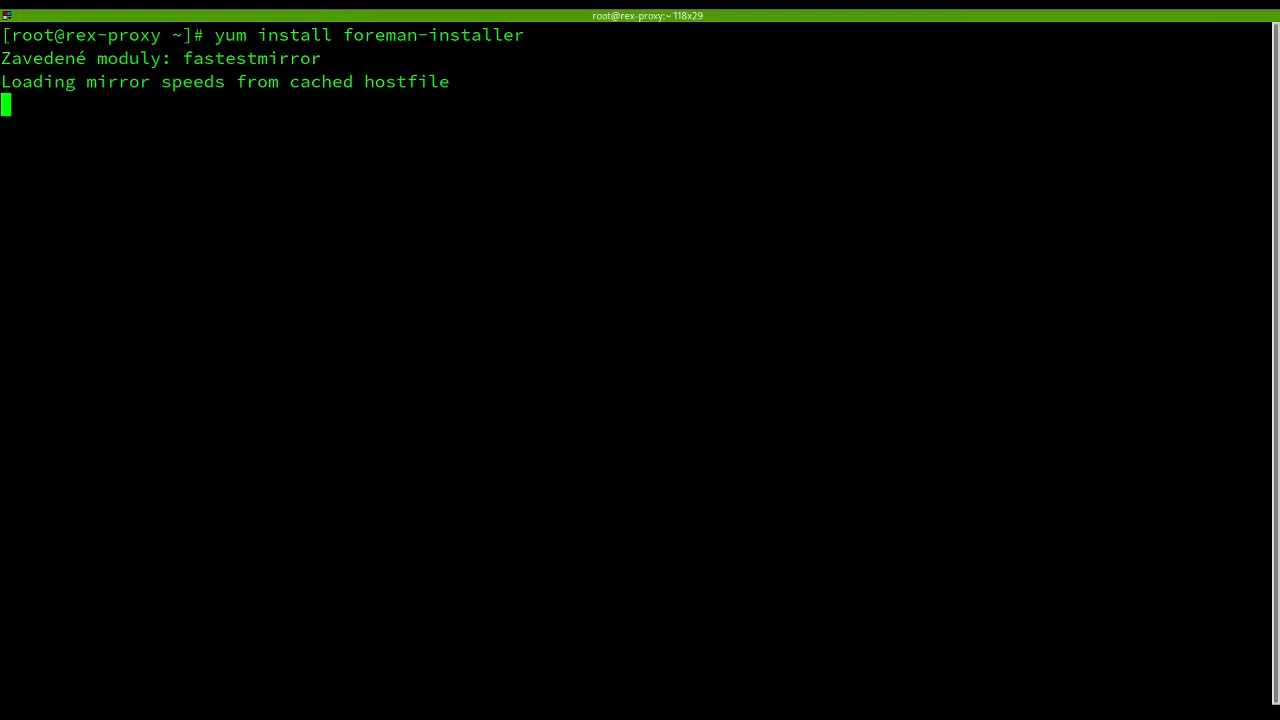 root@rex-proxy:~ 118x29
[root@rex-proxy ~]# yum install foreman-installer
Zavedené moduly: fastestmirror
Loading mirror speeds from cached hostfile